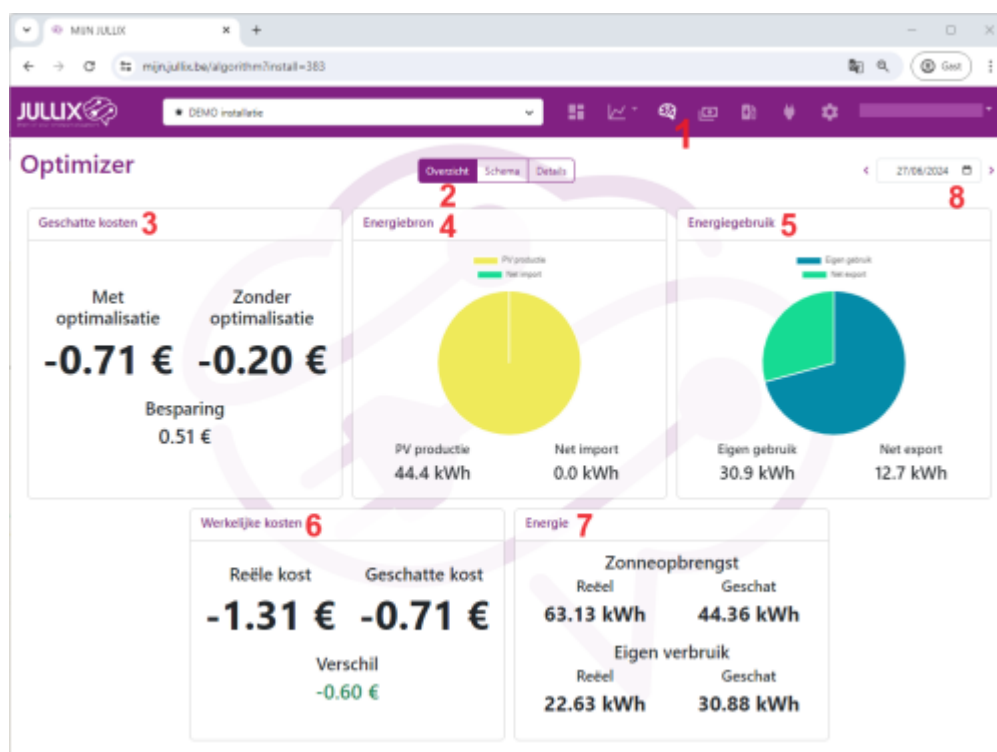 MIJN JULLIX
mijn.jullix.be/algorithm?install=383
Gast
JULLIX
DEMO installatie
1
Optimizer
Overzicht Schema Details
27/06/2024
2
8
Geschatte kosten 3
Energiebron 4
Energiegebruik 5
PV productie
Net import
Eigen gebruik
Net export
Met optimalisatie
Zonder optimalisatie
-0.71 € -0.20 €
Besparing
0.51 €
PV productie
44.4 kWh
Net import
0.0 kWh
Eigen gebruik
30.9 kWh
Net export
12.7 kWh
Werkelijke kosten 6
Energie 7
Reële kost Geschatte kost
-1.31 € -0.71 €
Verschil
-0.60 €
Zonneopbrengst
Reëel Geschat
63.13 kWh 44.36 kWh
Eigen verbruik
Reëel Geschat
22.63 kWh 30.88 kWh